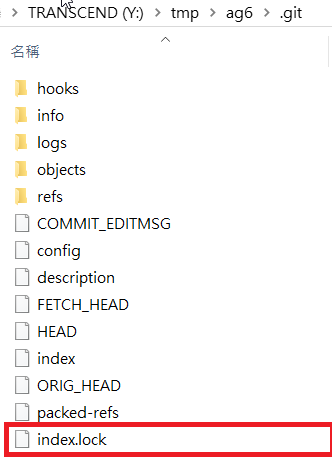 TRANSCEND (Y:) > tmp > ag6 > .git
名稱
hooks
info
logs
objects
refs
COMMIT_EDITMSG
config
description
FETCH_HEAD
HEAD
index
ORIG_HEAD
packed-refs
index.lock